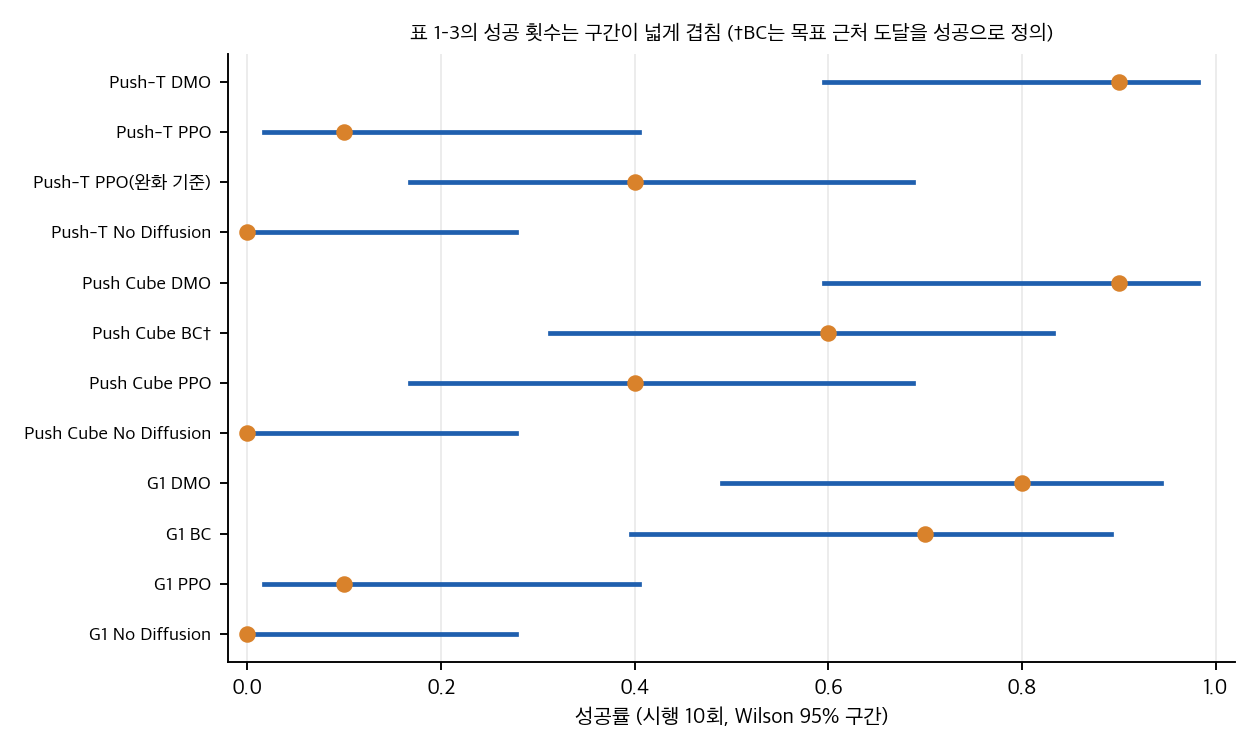 표 1-3의 성공 횟수는 구간이 넓게 겹침 (†BC는 목표 근처 도달을 성공으로 정의)
Push-T DMO
Push-T PPO
Push-T PPO(완화 기준)
Push-T No Diffusion
Push Cube DMO
Push Cube BC†
Push Cube PPO
Push Cube No Diffusion
G1 DMO
G1 BC
G1 PPO
G1 No Diffusion
0.0 0.2 0.4 0.6 0.8 1.0
성공률 (시행 10회, Wilson 95% 구간)